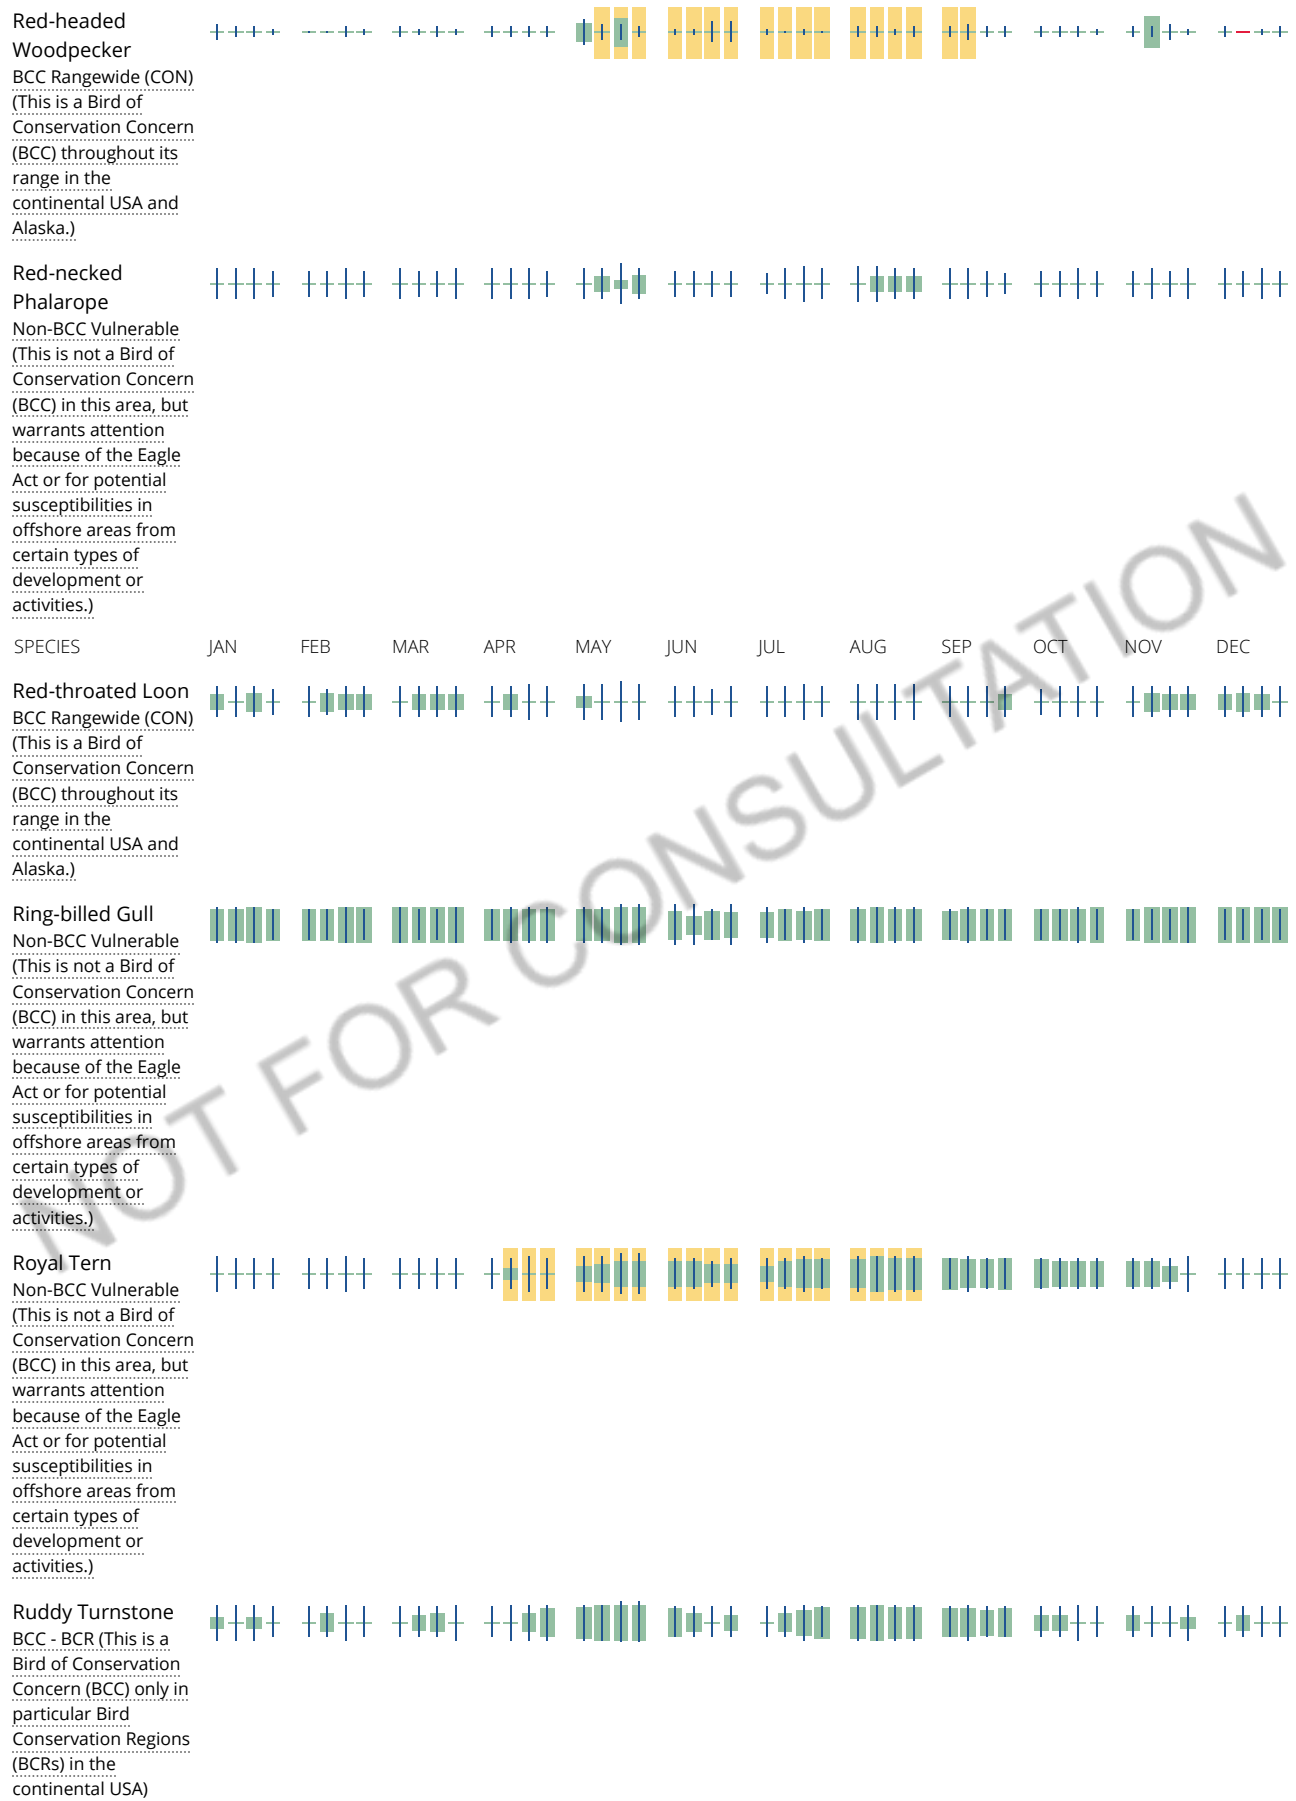 Red-headed
Woodpecker
BCC Rangewide (CON)
(This is a Bird of
Conservation Concern
(BCC) throughout its
range in the
continental USA and
Alaska.)
Red-necked
Phalarope
Non-BCC Vulnerable
(This is not a Bird of
Conservation Concern
(BCC) in this area, but
warrants attention
because of the Eagle
Act or for potential
susceptibilities in
offshore areas from
certain types of
development or
activities.)
SPECIES JAN FEB MAR APR MAY JUN JUL AUG SEP OCT NOV DEC
Red-throated Loon
BCC Rangewide (CON)
(This is a Bird of
Conservation Concern
(BCC) throughout its
range in the
continental USA and
Alaska.)
Ring-billed Gull
Non-BCC Vulnerable
(This is not a Bird of
Conservation Concern
(BCC) in this area, but
warrants attention
because of the Eagle
Act or for potential
susceptibilities in
offshore areas from
certain types of
development or
activities.)
Royal Tern
Non-BCC Vulnerable
(This is not a Bird of
Conservation Concern
(BCC) in this area, but
warrants attention
because of the Eagle
Act or for potential
susceptibilities in
offshore areas from
certain types of
development or
activities.)
Ruddy Turnstone
BCC - BCR (This is a
Bird of Conservation
Concern (BCC) only in
particular Bird
Conservation Regions
(BCRs) in the
continental USA)
NOT FOR CONSULTATION